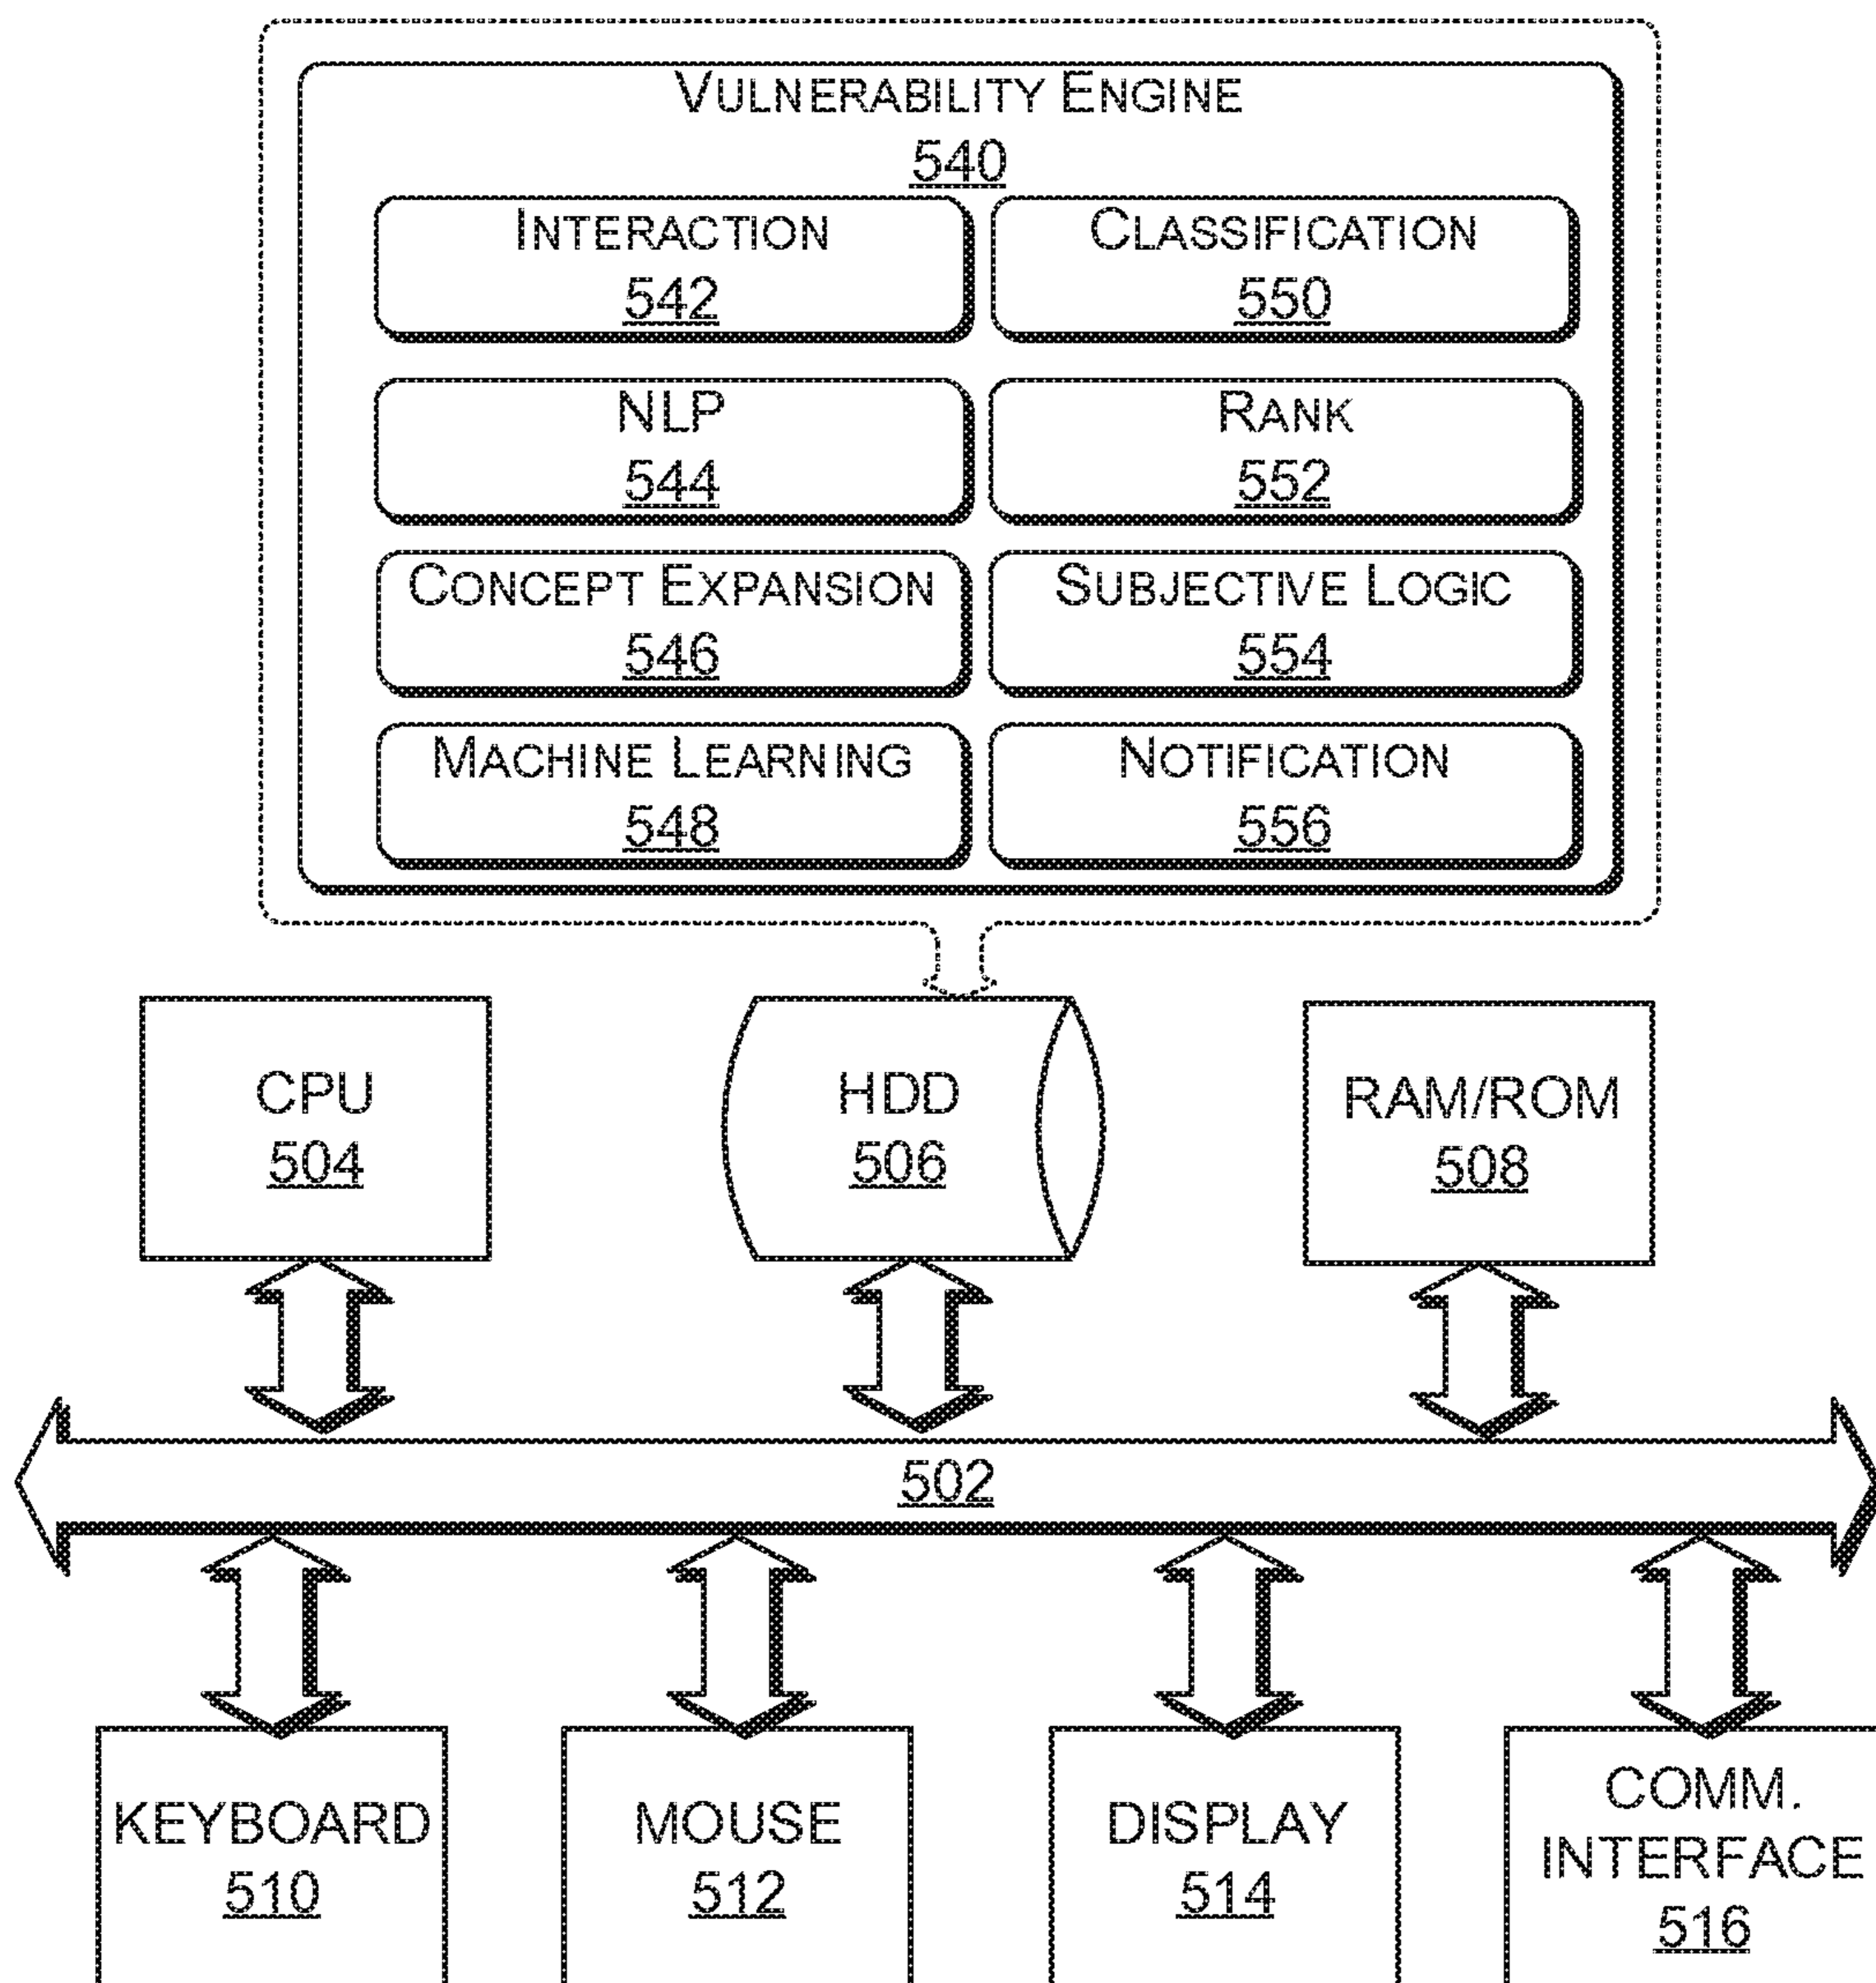 VULNERABILITY ENGINE
540
INTERACTION
542
CLASSIFICATION
550
NLP
544
RANK
552
CONCEPT EXPANSION
546
SUBJECTIVE LOGIC
554
MACHINE LEARNING
548
NOTIFICATION
556
CPU
504
HDD
506
RAM/ROM
508
502
KEYBOARD
510
MOUSE
512
DISPLAY
514
COMM.
INTERFACE
516